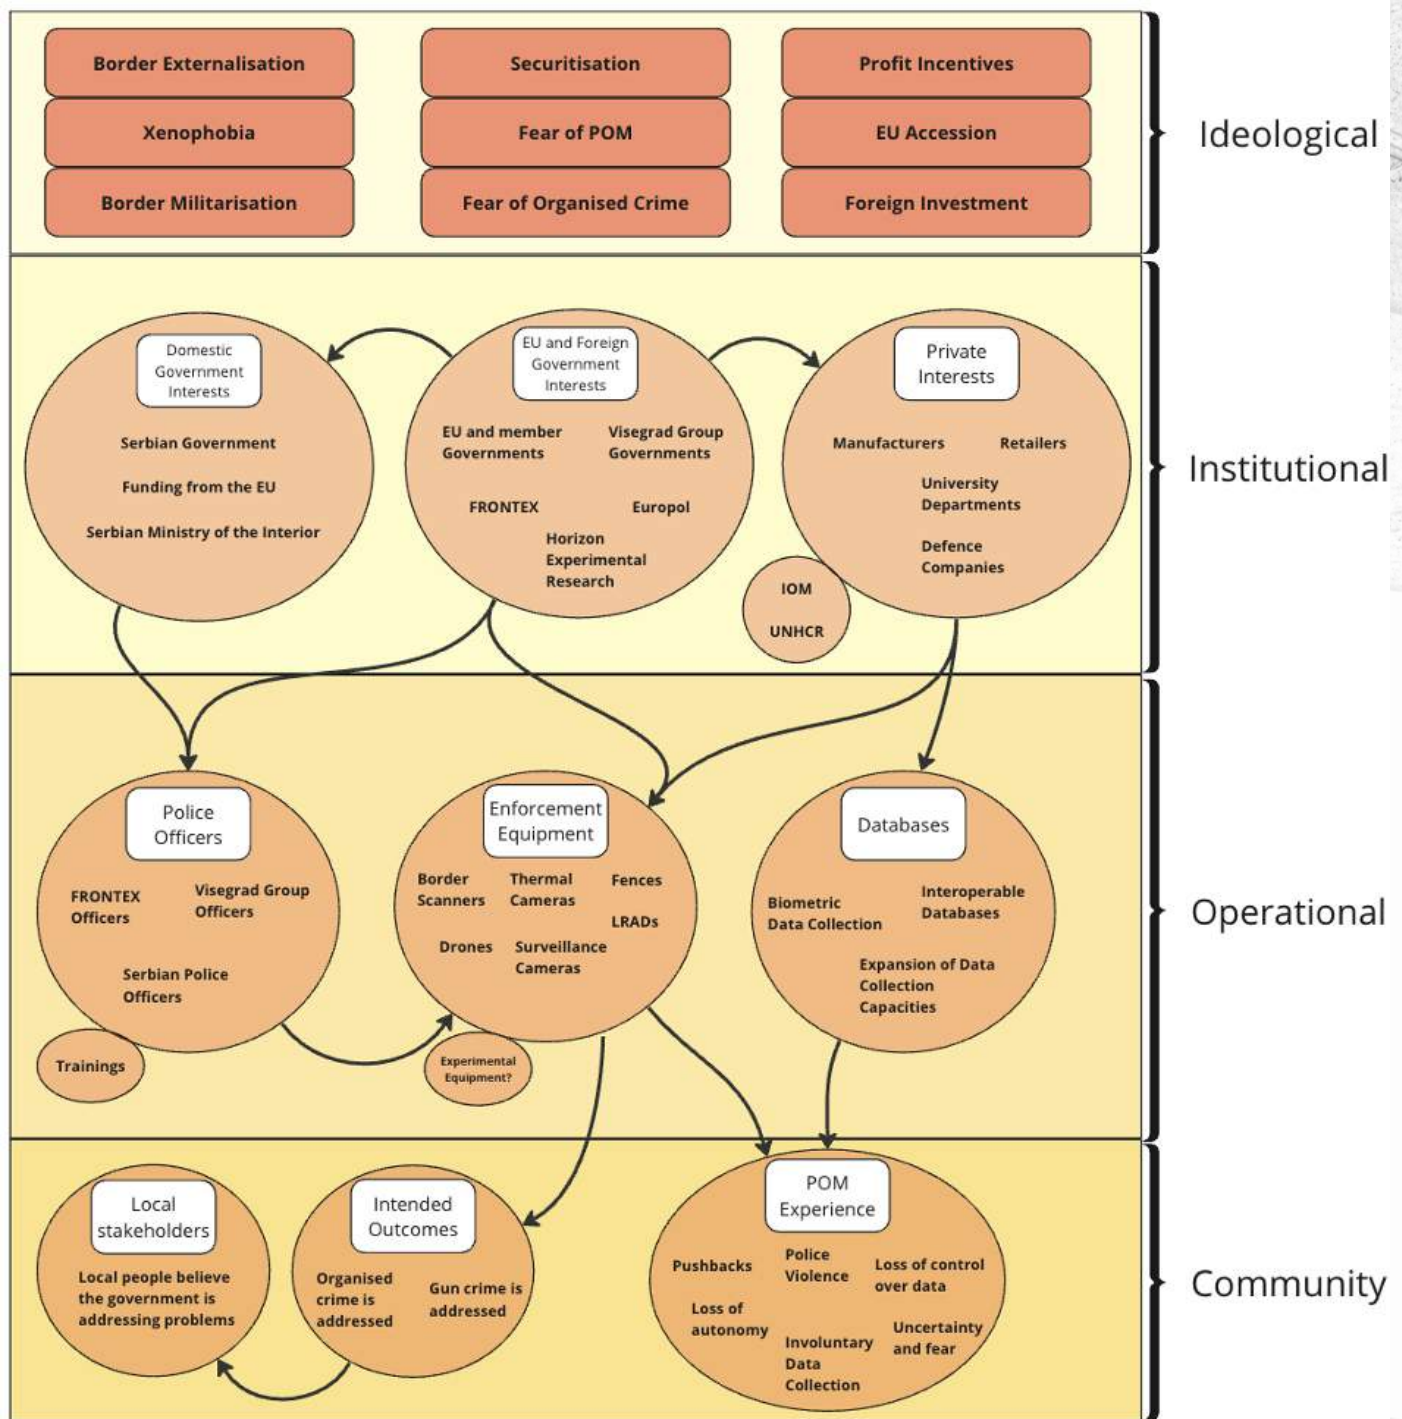 Border Externalisation
Securitisation
Profit Incentives
Xenophobia
Fear of POM
EU Accession
Border Militarisation
Fear of Organised Crime
Foreign Investment
Ideological
Domestic
Government
Interests
Serbian Government
Funding from the EU
Serbian Ministry of the Interior
EU and Foreign
Government
Interests
EU and member
Governments
Visegrad Group
Governments
FRONTEX
Europol
Horizon
Experimental
Research
Private
Interests
Manufacturers
Retailers
University
Departments
Defence
Companies
IOM
UNHCR
Institutional
Police
Officers
FRONTEX
Officers
Visegrad Group
Officers
Serbian Police
Officers
Trainings
Enforcement
Equipment
Border
Scanners
Thermal
Cameras
Fences
LRADs
Drones
Surveillance
Cameras
Experimental
Equipment?
Databases
Biometric
Data Collection
Interoperable
Databases
Expansion of Data
Collection
Capacities
Operational
Local
stakeholders
Local people believe
the government is
addressing problems
Intended
Outcomes
Organised
crime is
addressed
Gun crime is
addressed
POM
Experience
Pushbacks
Police
Violence
Loss of control
over data
Loss of
autonomy
Involuntary
Data
Collection
Uncertainty
and fear
Community